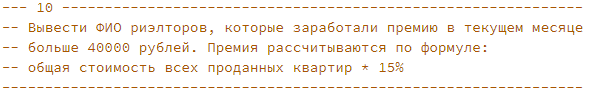 --- 10 -------------------------------------------------------------
-- Вывести ФИО риэлторов, которые заработали премию в текущем месяце
-- больше 40000 рублей. Премия рассчитываются по формуле:
-- общая стоимость всех проданных квартир * 15%
--------------------------------------------------------------------